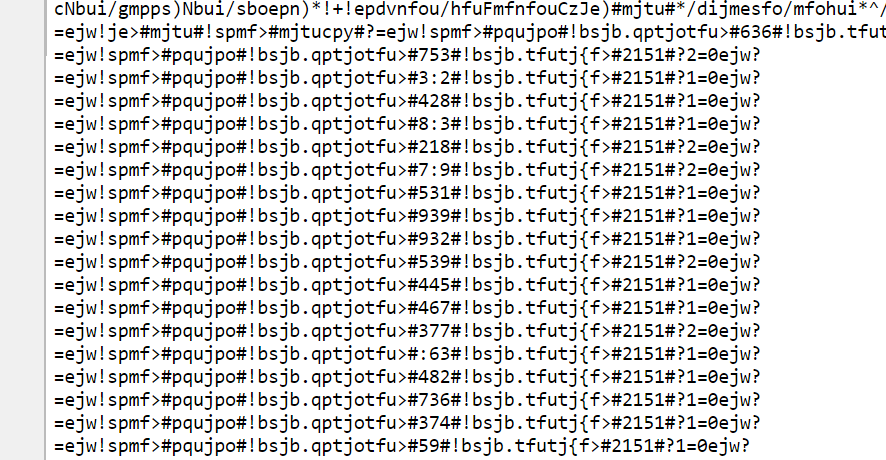 cNbui/gmpps)Nbui/sboepn)*!+!epdvnfou/hfuFmfnfouCzJe)#mjtu#*/dijmesfo/mfohui*^/
=ejw!je>#mjtu#!spmf>#mjtucpy#?=ejw!spmf>#pqujpo#!bsjb.qptjotfu>#636#!bsjb.tfut
=ejw!spmf>#pqujpo#!bsjb.qptjotfu>#753#!bsjb.tfutj{f>#2151#?2=0ejw?
=ejw!spmf>#pqujpo#!bsjb.qptjotfu>#3:2#!bsjb.tfutj{f>#2151#?1=0ejw?
=ejw!spmf>#pqujpo#!bsjb.qptjotfu>#428#!bsjb.tfutj{f>#2151#?1=0ejw?
=ejw!spmf>#pqujpo#!bsjb.qptjotfu>#8:3#!bsjb.tfutj{f>#2151#?1=0ejw?
=ejw!spmf>#pqujpo#!bsjb.qptjotfu>#218#!bsjb.tfutj{f>#2151#?2=0ejw?
=ejw!spmf>#pqujpo#!bsjb.qptjotfu>#7:9#!bsjb.tfutj{f>#2151#?2=0ejw?
=ejw!spmf>#pqujpo#!bsjb.qptjotfu>#531#!bsjb.tfutj{f>#2151#?1=0ejw?
=ejw!spmf>#pqujpo#!bsjb.qptjotfu>#939#!bsjb.tfutj{f>#2151#?1=0ejw?
=ejw!spmf>#pqujpo#!bsjb.qptjotfu>#932#!bsjb.tfutj{f>#2151#?1=0ejw?
=ejw!spmf>#pqujpo#!bsjb.qptjotfu>#539#!bsjb.tfutj{f>#2151#?2=0ejw?
=ejw!spmf>#pqujpo#!bsjb.qptjotfu>#445#!bsjb.tfutj{f>#2151#?1=0ejw?
=ejw!spmf>#pqujpo#!bsjb.qptjotfu>#467#!bsjb.tfutj{f>#2151#?1=0ejw?
=ejw!spmf>#pqujpo#!bsjb.qptjotfu>#377#!bsjb.tfutj{f>#2151#?2=0ejw?
=ejw!spmf>#pqujpo#!bsjb.qptjotfu>#:63#!bsjb.tfutj{f>#2151#?1=0ejw?
=ejw!spmf>#pqujpo#!bsjb.qptjotfu>#482#!bsjb.tfutj{f>#2151#?1=0ejw?
=ejw!spmf>#pqujpo#!bsjb.qptjotfu>#736#!bsjb.tfutj{f>#2151#?1=0ejw?
=ejw!spmf>#pqujpo#!bsjb.qptjotfu>#374#!bsjb.tfutj{f>#2151#?1=0ejw?
=ejw!spmf>#pqujpo#!bsjb.qptjotfu>#59#!bsjb.tfutj{f>#2151#?1=0ejw?